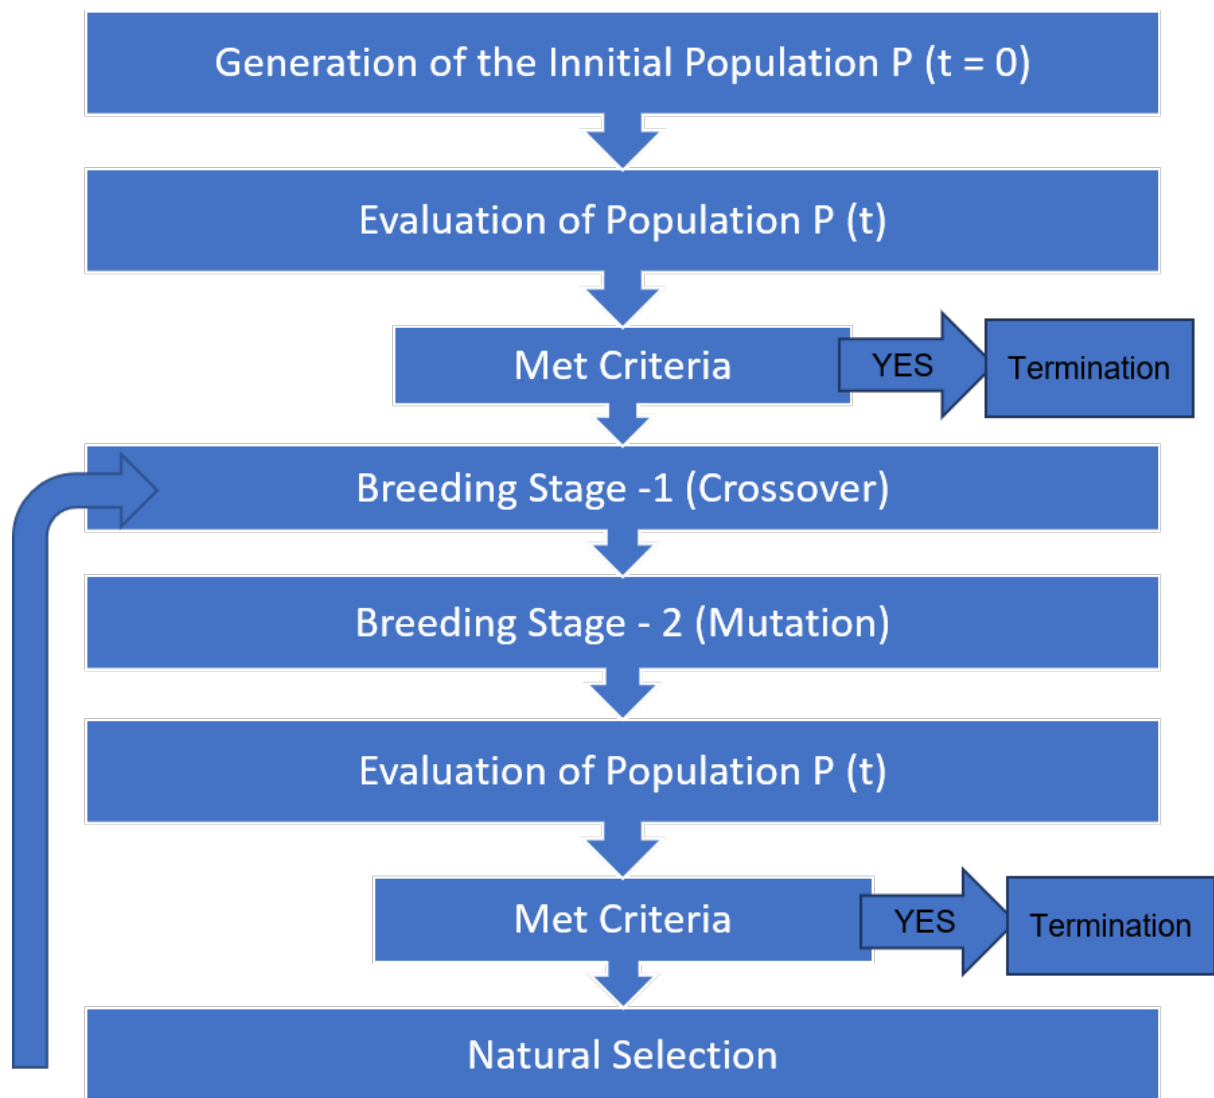 Generation of the Innitial Population P (t = 0)
Evaluation of Population P (t)
Met Criteria
YES
Termination
Breeding Stage -1 (Crossover)
Breeding Stage - 2 (Mutation)
Evaluation of Population P (t)
Met Criteria
YES
Termination
Natural Selection